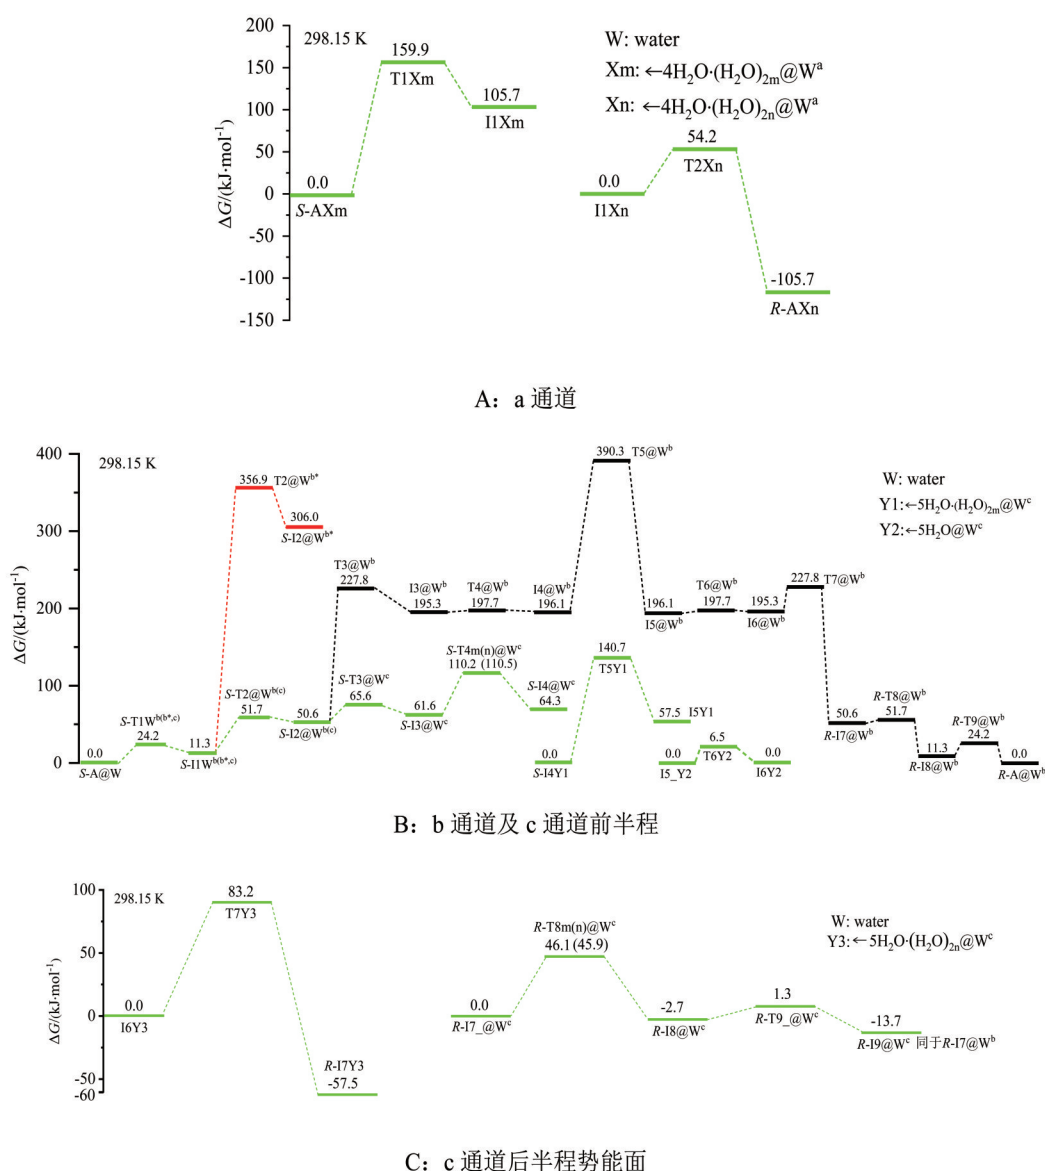 200
150
100
50
0
-50
-100
-150
ΔG/(kJ·mol⁻¹)
298.15 K
159.9
T1Xm
105.7
I1Xm
0.0
S-AXm
W: water
Xm: ←4H₂O·(H₂O)₂ₘ@Wᵃ
Xn: ←4H₂O·(H₂O)₂ₙ@Wᵃ
54.2
T2Xn
0.0
I1Xn
-105.7
R-AXn
A：a 通道
400
300
200
100
0
ΔG/(kJ·mol⁻¹)
298.15 K
W: water
Y1:←5H₂O·(H₂O)₂ₘ@Wᶜ
Y2:←5H₂O@Wᶜ
0.0
S-A@W
S-T1Wᵇ⁽ᵇ*,ᶜ⁾
24.2
11.3
S-I1Wᵇ⁽ᵇ*,ᶜ⁾
356.9 T2@Wᵇ*
306.0
S-I2@Wᵇ*
S-T2@Wᵇ⁽ᶜ⁾
51.7
50.6
S-I2@Wᵇ⁽ᶜ⁾
T3@Wᵇ
227.8
S-T3@Wᶜ
65.6
I3@Wᵇ
195.3
61.6
S-I3@Wᶜ
T4@Wᵇ
197.7
S-T4m(n)@Wᶜ
110.2 (110.5)
I4@Wᵇ
196.1
S-I4@Wᶜ
64.3
0.0
S-I4Y1
390.3 T5@Wᵇ
140.7
T5Y1
196.1
I5@Wᵇ
57.5 I5Y1
0.0
I5_Y2
T6@Wᵇ
197.7
6.5
T6Y2
195.3
I6@Wᵇ
0.0
I6Y2
227.8 T7@Wᵇ
50.6
R-I7@Wᵇ
R-T8@Wᵇ
51.7
11.3
R-I8@Wᵇ
R-T9@Wᵇ
24.2
0.0
R-A@Wᵇ
B：b 通道及 c 通道前半程
100
50
0
-50
-60
ΔG/(kJ·mol⁻¹)
298.15 K
83.2
T7Y3
0.0
I6Y3
R-I7Y3
-57.5
W: water
Y3:←5H₂O·(H₂O)₂ₙ@Wᶜ
R-T8m(n)@Wᶜ
46.1 (45.9)
0.0
R-I7_@Wᶜ
-2.7
R-I8@Wᶜ
1.3
R-T9_@Wᶜ
-13.7
R-I9@Wᶜ 同于R-I7@Wᵇ
C：c 通道后半程势能面